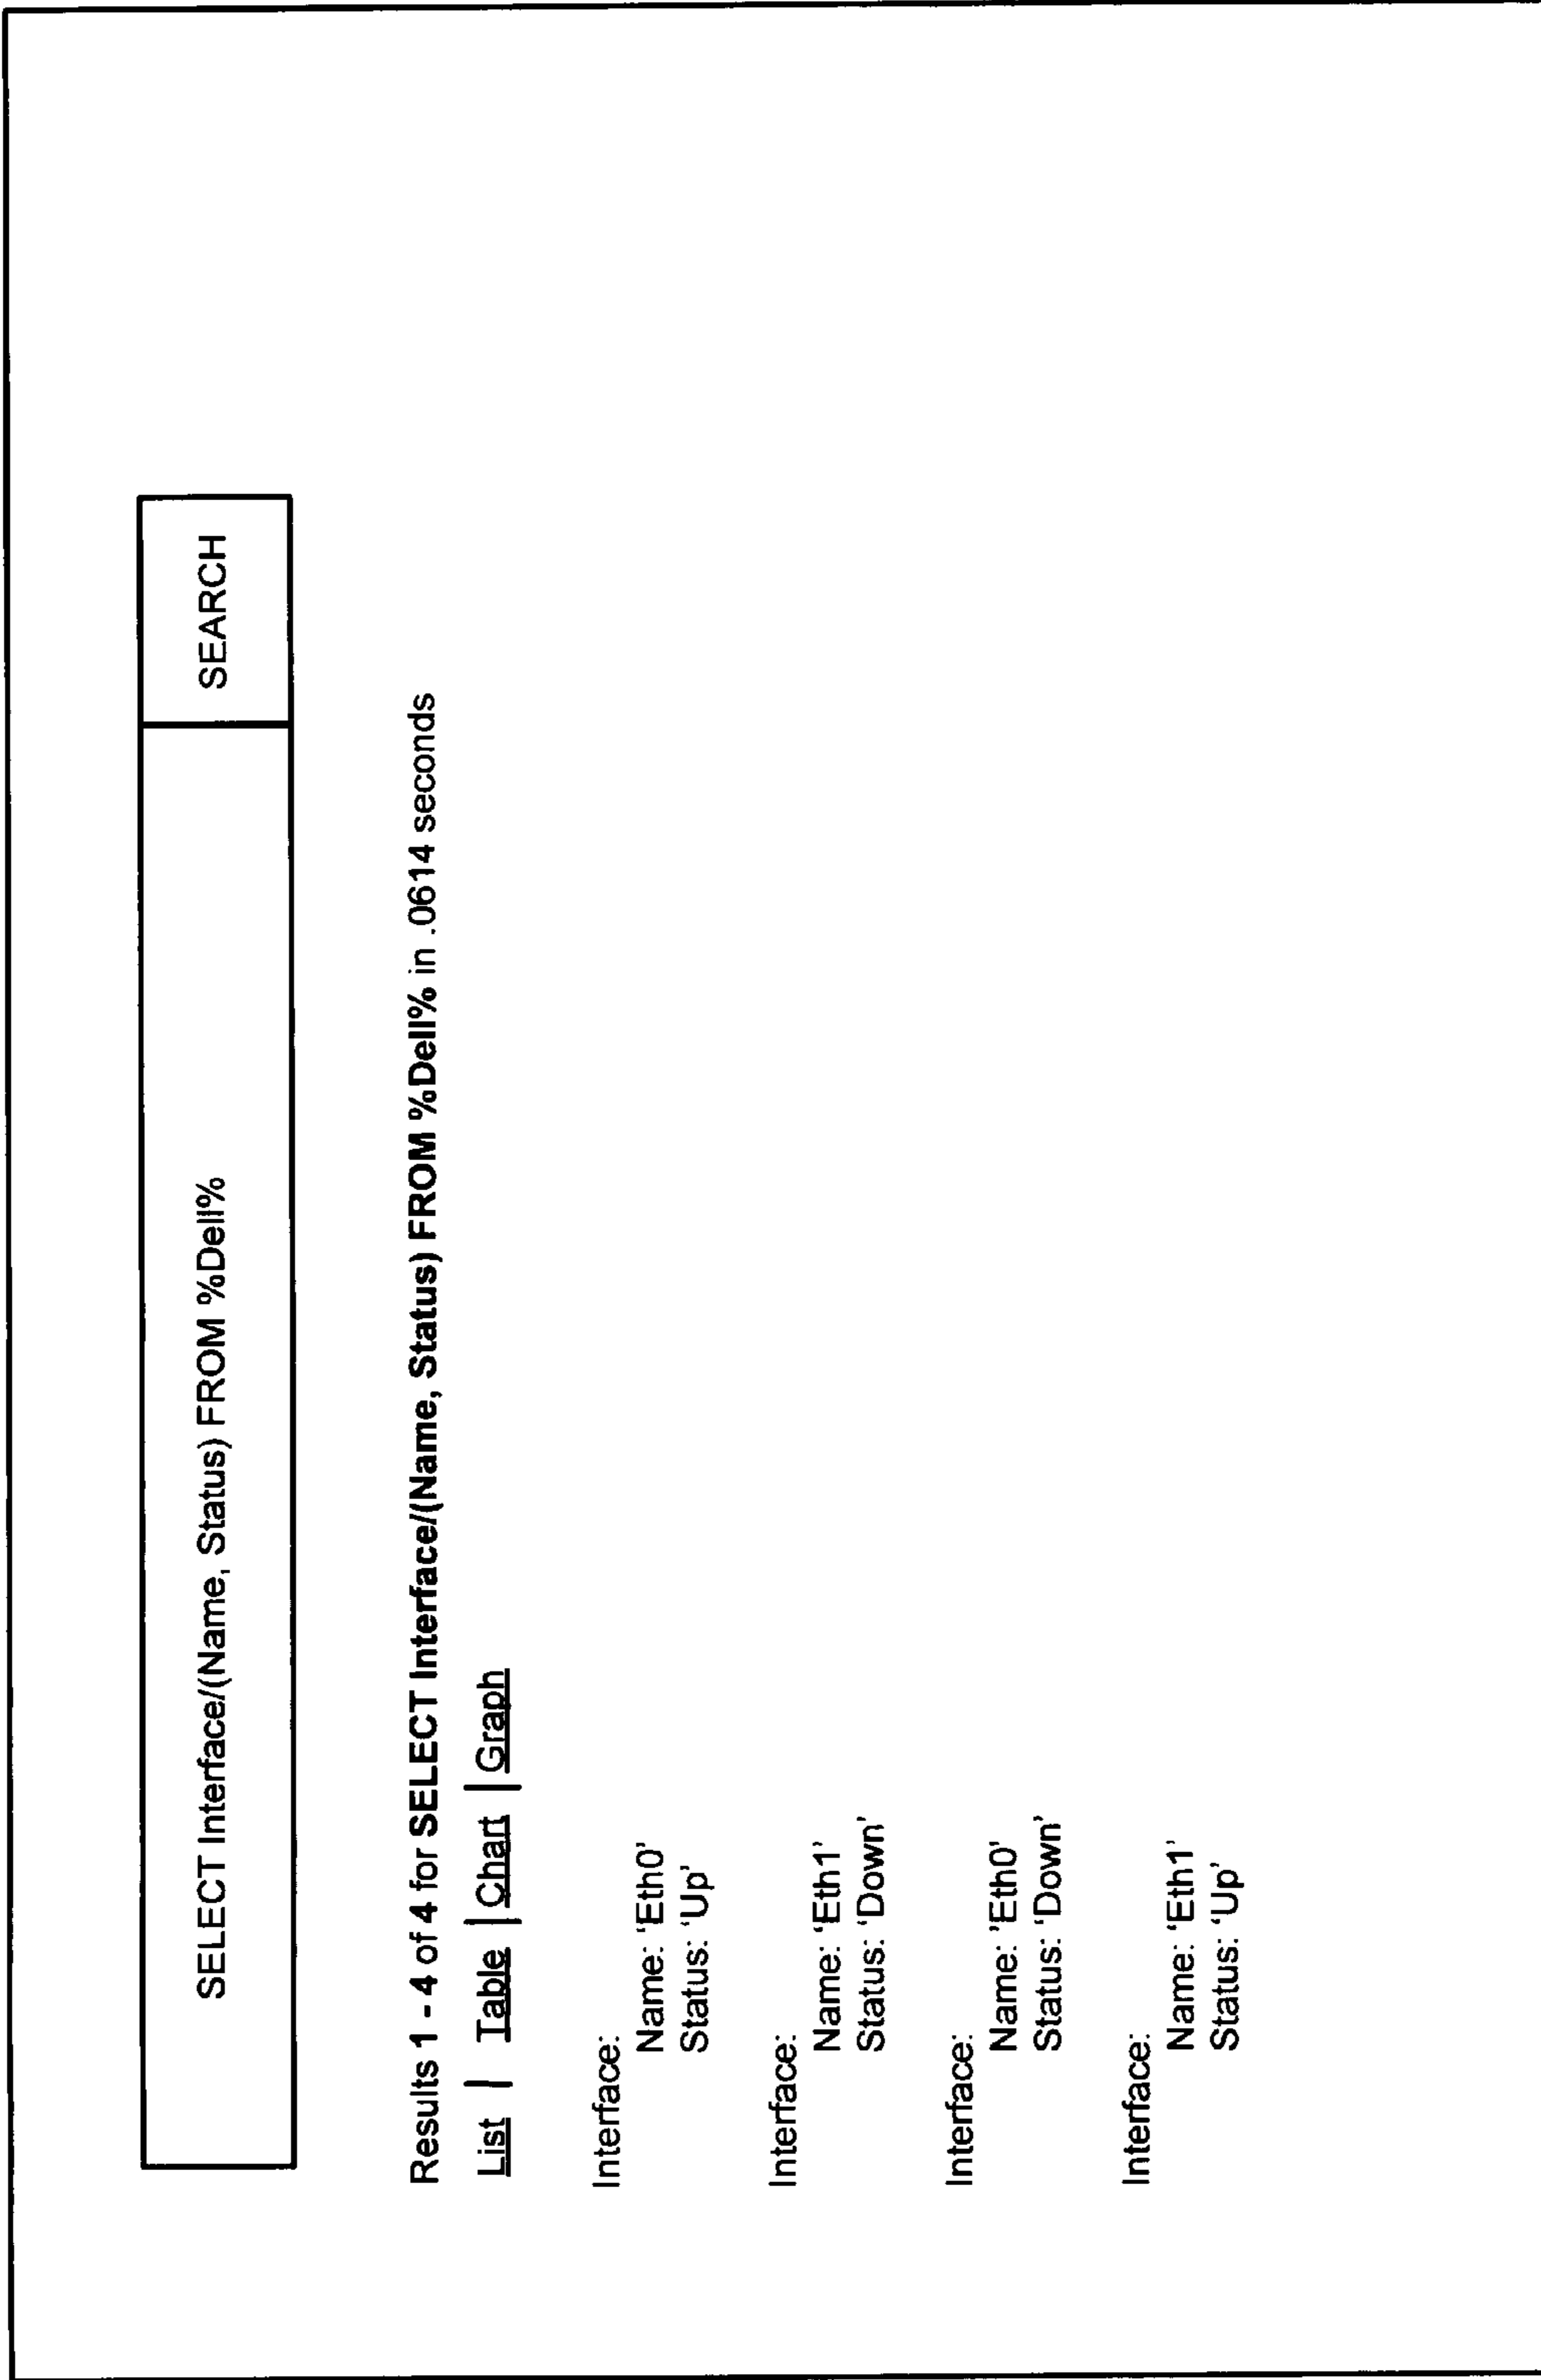 SELECT Interface/(Name, Status) FROM %Dell%
SEARCH
Results 1 - 4 of 4 for SELECT Interface/(Name, Status) FROM %Dell% in .0614 seconds
List | Table | Chart | Graph
Interface:
Name: 'Eth0'
Status: 'Up'
Interface:
Name: 'Eth1'
Status: 'Down'
Interface:
Name: 'Eth0'
Status: 'Down'
Interface:
Name: 'Eth1'
Status: 'Up'